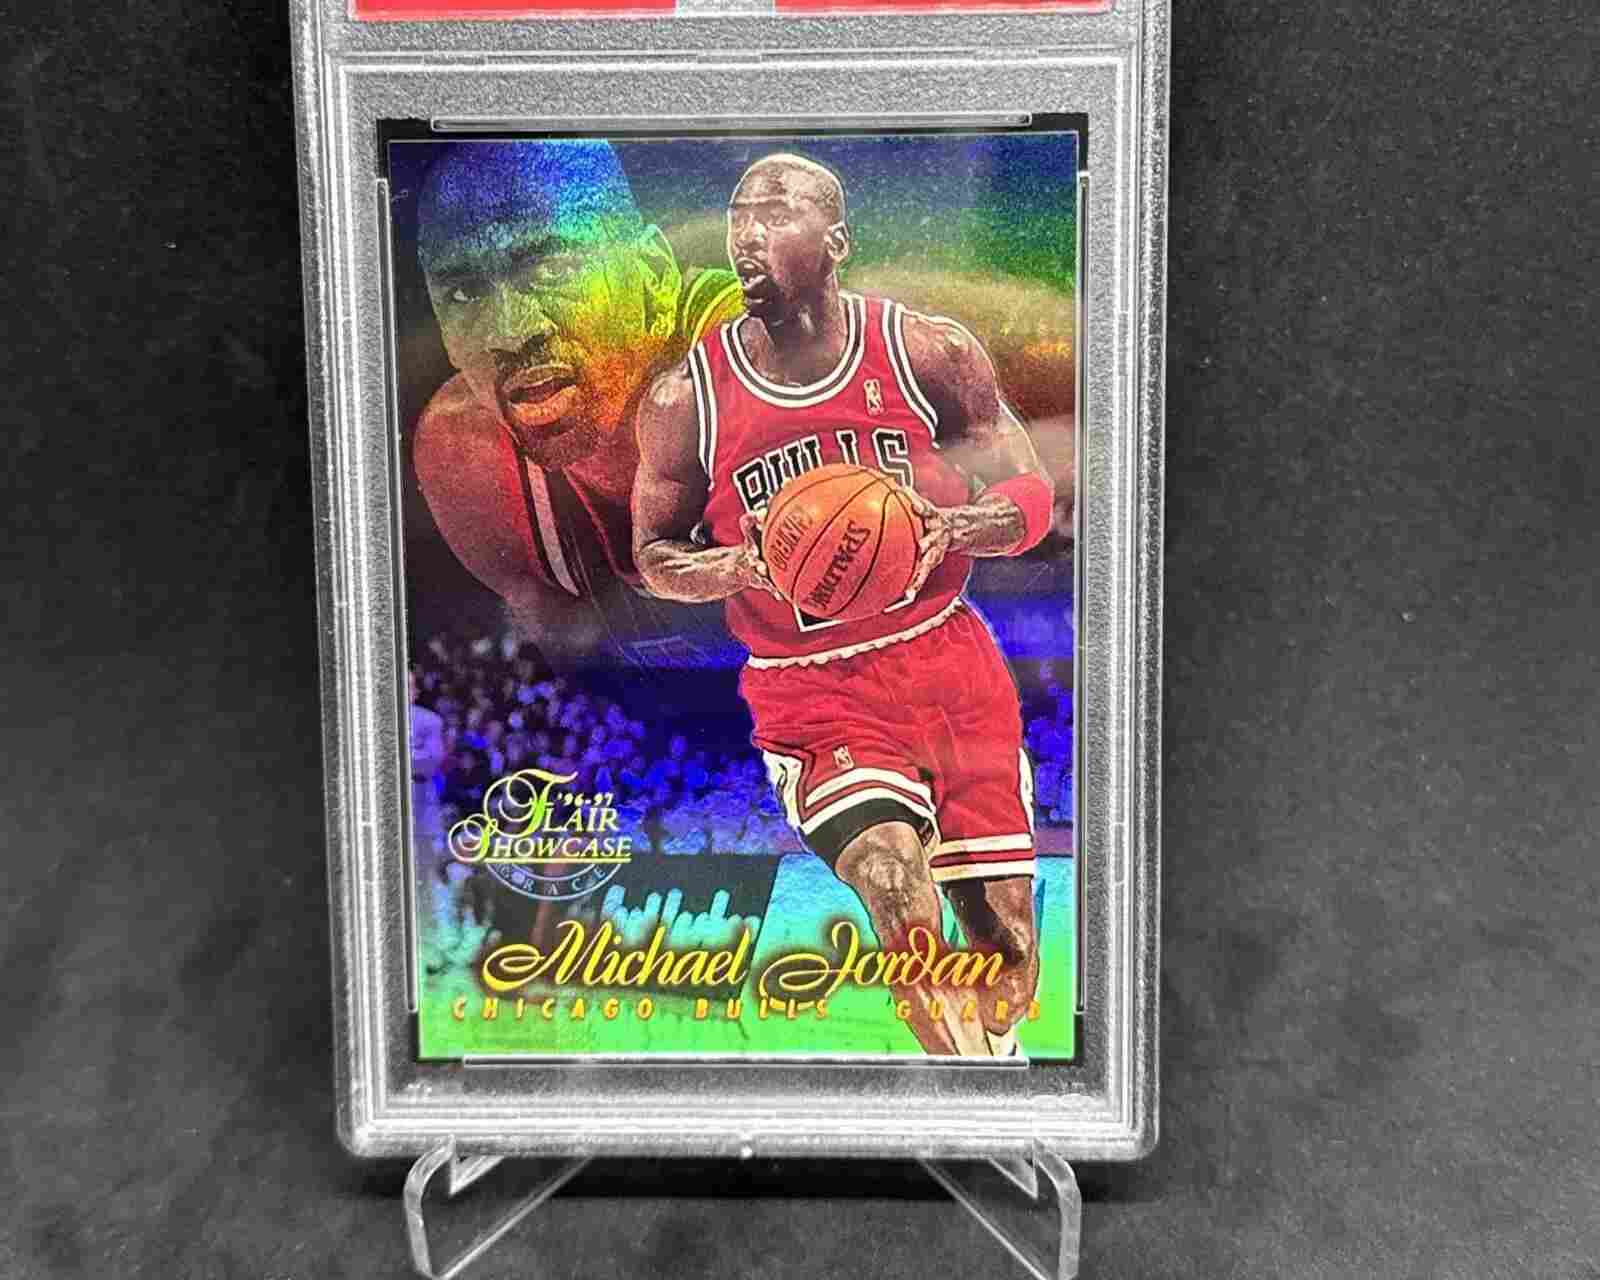 BULLS
SPALDING
'96-97
FLAIR
SHOWCASE
GRACE
Michael Jordan
CHICAGO BULLS GUARD